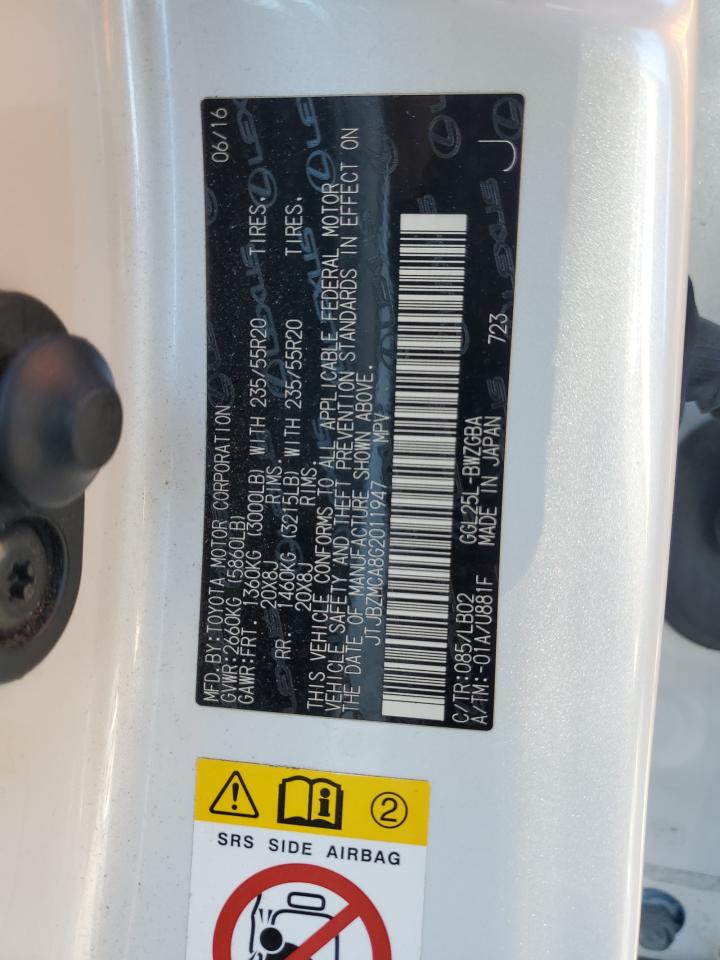 MFD. BY: TOYOTA MOTOR CORPORATION 06/16
GVWR: 2660KG (5860LB)
GAWR: FRT. 1360KG (3000LB) WITH 235/55R20 TIRES,
20X8J RIMS.
RR. 1460KG (3215LB) WITH 235/55R20 TIRES,
20X8J RIMS.
THIS VEHICLE CONFORMS TO ALL APPLICABLE FEDERAL MOTOR
VEHICLE SAFETY AND THEFT PREVENTION STANDARDS IN EFFECT ON
THE DATE OF MANUFACTURE SHOWN ABOVE.
JTJBZMCA8G2011947 MPV
C/TR: 085/LB02 GGL25L-BWZGBA 723 J
A/TM: -01A/U881F MADE IN JAPAN
LEXUS
2
SRS SIDE AIRBAG